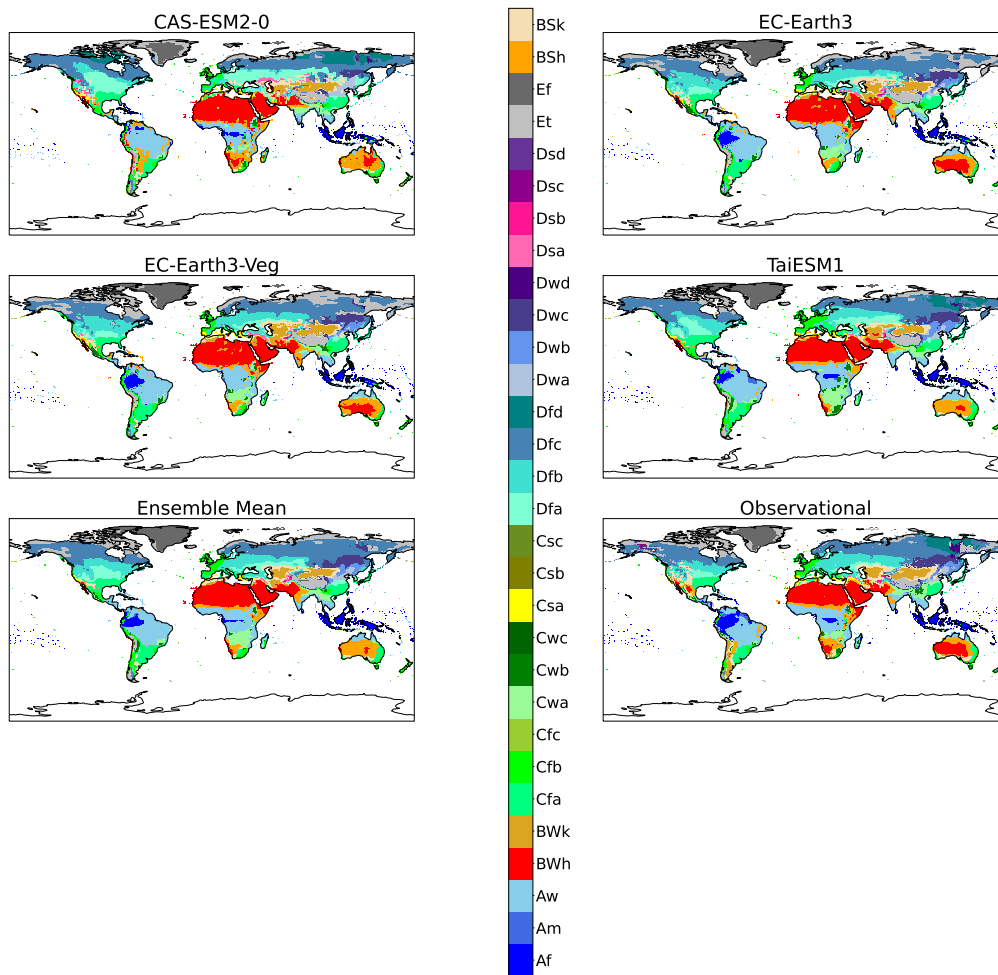 CAS-ESM2-0
EC-Earth3
EC-Earth3-Veg
TaiESM1
Ensemble Mean
Observational
BSk
BSh
Ef
Et
Dsd
Dsc
Dsb
Dsa
Dwd
Dwc
Dwb
Dwa
Dfd
Dfc
Dfb
Dfa
Csc
Csb
Csa
Cwc
Cwb
Cwa
Cfc
Cfb
Cfa
BWk
BWh
Aw
Am
Af